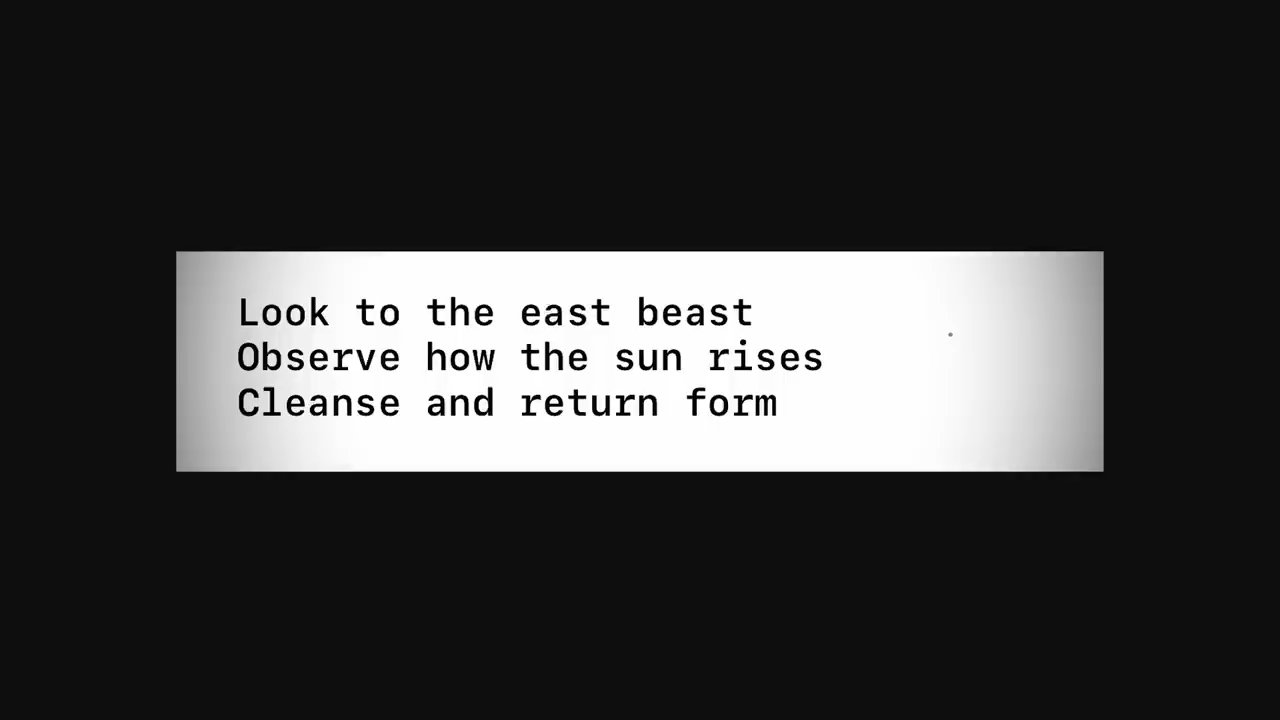 Look to the east beast
Observe how the sun rises
Cleanse and return form